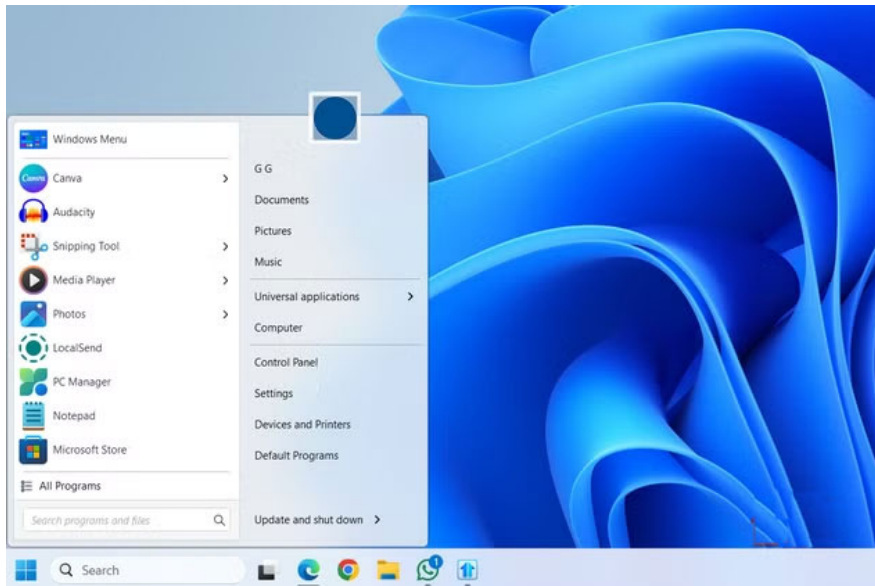 Windows Menu
Canva
Canva
Audacity
Snipping Tool
Media Player
Photos
LocalSend
PC Manager
Notepad
Microsoft Store
All Programs
Search programs and files
G G
Documents
Pictures
Music
Universal applications
Computer
Control Panel
Settings
Devices and Printers
Default Programs
Update and shut down
Search
1